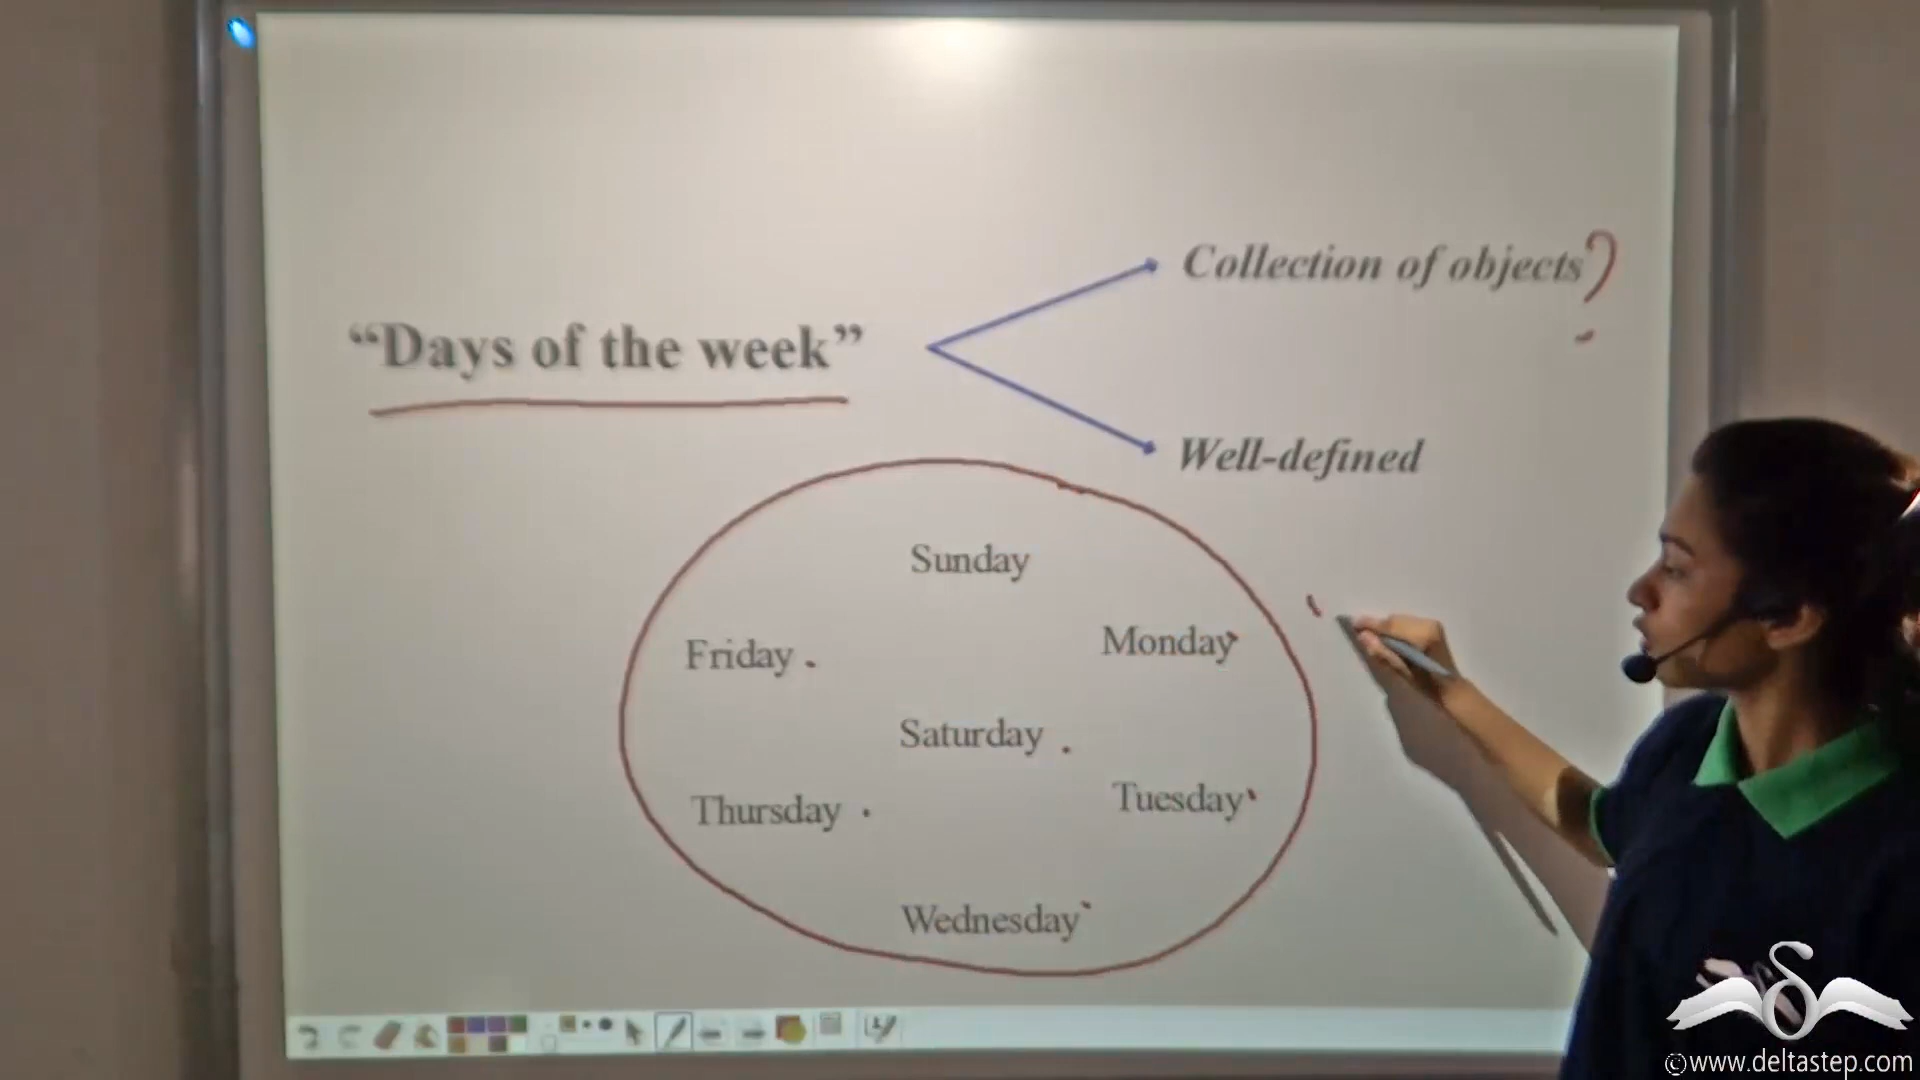 Collection of objects?
“Days of the week”
Well-defined
Sunday
Friday
Monday
Saturday
Thursday
Tuesday
Wednesday
©www.deltastep.com